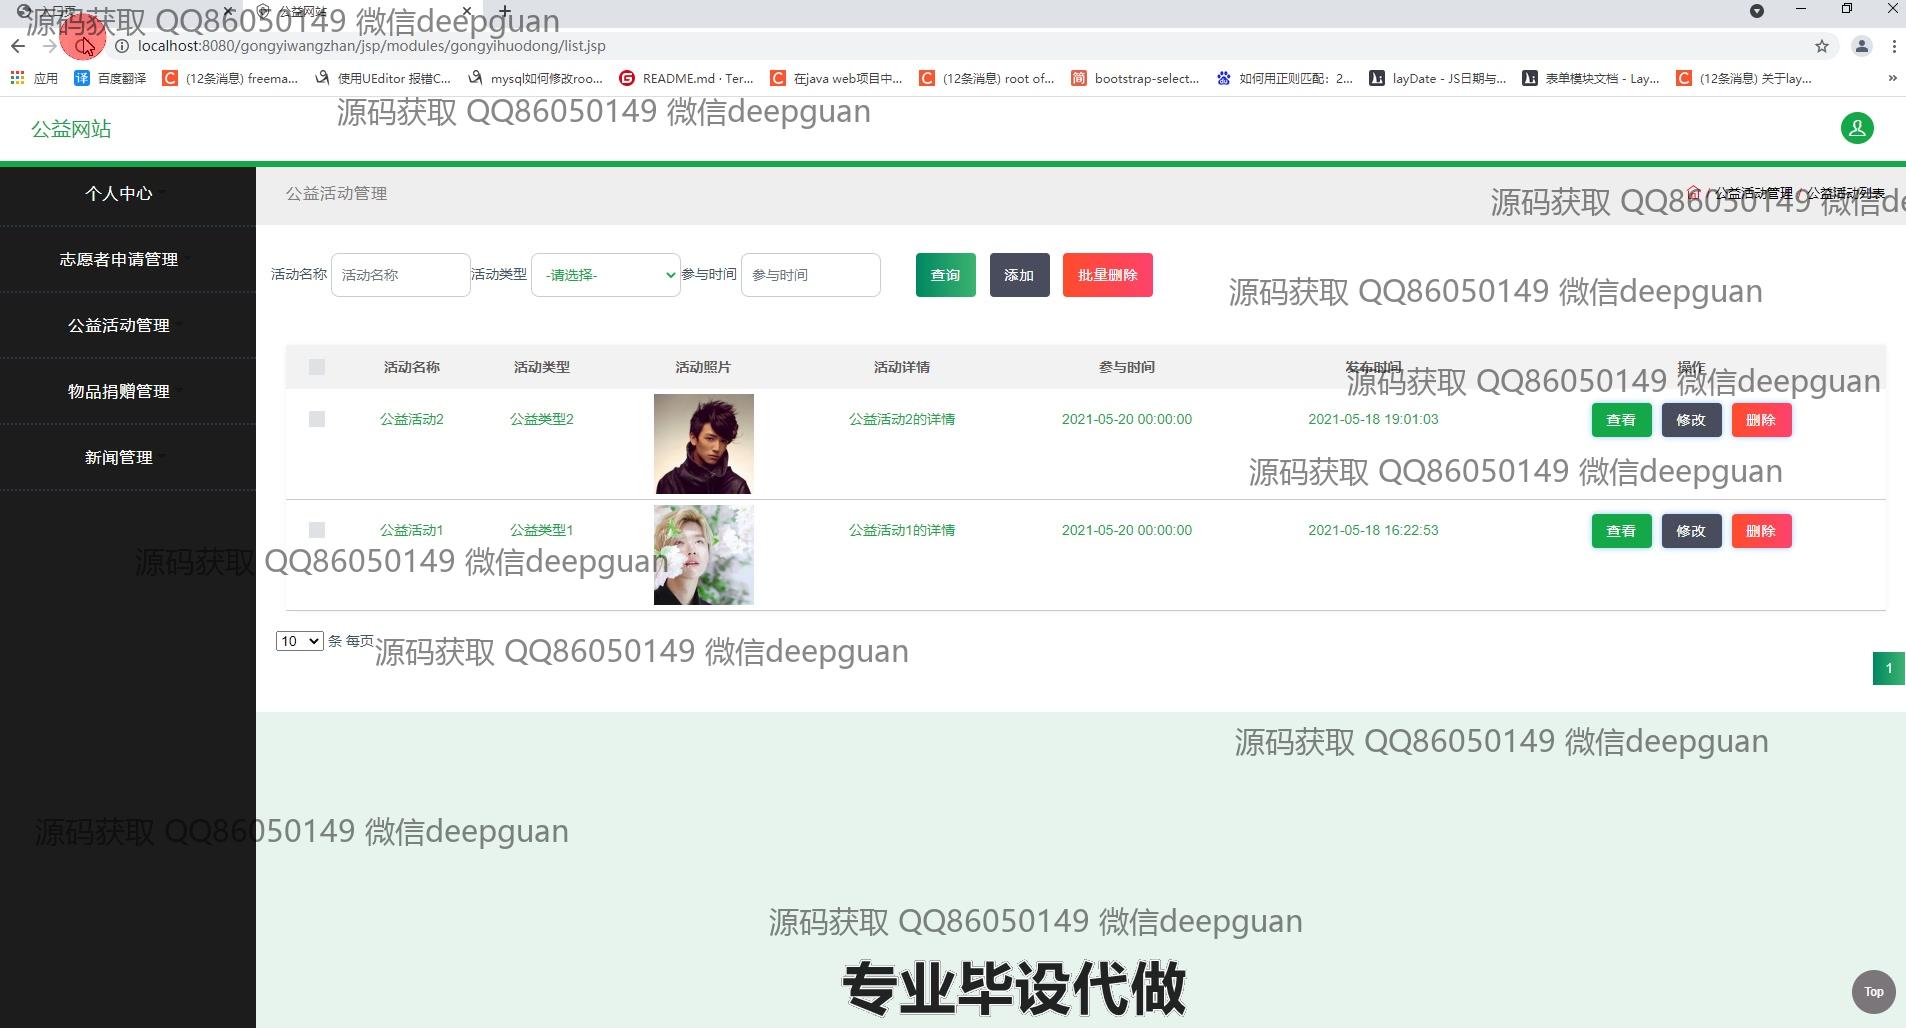 公益网站
源码获取 QQ86050149 微信deepguan
localhost:8080/gongyiwangzhan/jsp/modules/gongyihuodong/list.jsp
应用 百度翻译 (12条消息) freema... 使用UEditor 报错C... mysql如何修改roo... README.md · Ter... 在java web项目中... (12条消息) root of... bootstrap-select... 如何用正则匹配：2... layDate - JS日期与... 表单模块文档 - Lay... (12条消息) 关于lay... »
源码获取 QQ86050149 微信deepguan
公益网站
个人中心
公益活动管理
公益活动管理 / 公益活动列表
源码获取 QQ86050149 微信de
志愿者申请管理
活动名称 活动名称 活动类型 -请选择- 参与时间 参与时间 查询 添加 批量删除
源码获取 QQ86050149 微信deepguan
公益活动管理
活动名称 活动类型 活动照片 活动详情 参与时间 发布时间 操作
源码获取 QQ86050149 微信deepguan
物品捐赠管理
公益活动2 公益类型2 公益活动2的详情 2021-05-20 00:00:00 2021-05-18 19:01:03 查看 修改 删除
新闻管理
源码获取 QQ86050149 微信deepguan
公益活动1 公益类型1 公益活动1的详情 2021-05-20 00:00:00 2021-05-18 16:22:53 查看 修改 删除
源码获取 QQ86050149 微信deepguan
10 条 每页
源码获取 QQ86050149 微信deepguan
1
源码获取 QQ86050149 微信deepguan
源码获取 QQ86050149 微信deepguan
源码获取 QQ86050149 微信deepguan
专业毕设代做
Top